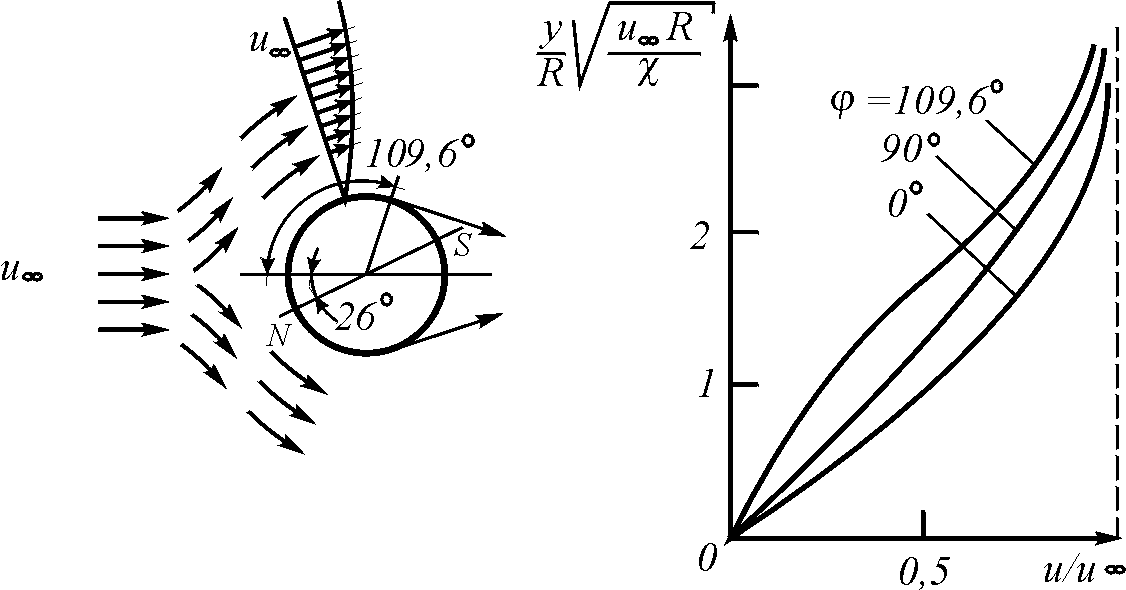 u∞
u∞
109,6°
S
26°
N
y/R √(u∞ R/χ)
φ = 109,6°
90°
0°
2
1
0
0,5
u/u∞